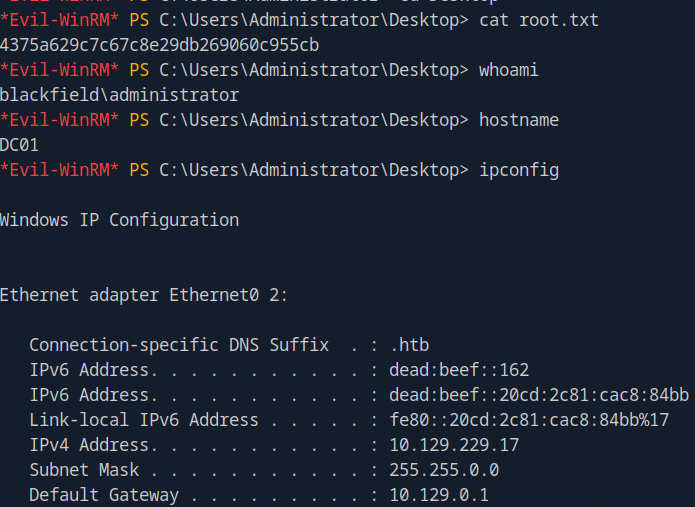 *Evil-WinRM* PS C:\Users\Administrator\Desktop> cat root.txt
4375a629c7c67c8e29db269060c955cb
*Evil-WinRM* PS C:\Users\Administrator\Desktop> whoami
blackfield\administrator
*Evil-WinRM* PS C:\Users\Administrator\Desktop> hostname
DC01
*Evil-WinRM* PS C:\Users\Administrator\Desktop> ipconfig
Windows IP Configuration
Ethernet adapter Ethernet0 2:
Connection-specific DNS Suffix  . : .htb
IPv6 Address. . . . . . . . . . . : dead:beef::162
IPv6 Address. . . . . . . . . . . : dead:beef::20cd:2c81:cac8:84bb
Link-local IPv6 Address . . . . . : fe80::20cd:2c81:cac8:84bb%17
IPv4 Address. . . . . . . . . . . : 10.129.229.17
Subnet Mask . . . . . . . . . . . : 255.255.0.0
Default Gateway . . . . . . . . . : 10.129.0.1